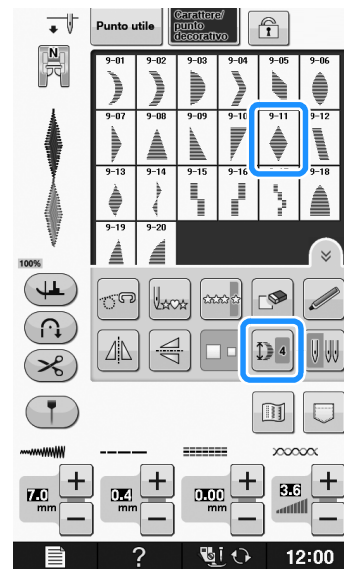 Punto utile
Carattere/
punto
decorativo
N
9-01 9-02 9-03 9-04 9-05 9-06
9-07 9-08 9-09 9-10 9-11 9-12
9-13 9-14 9-15 9-16 9-18
9-19 9-20
100%
4
7.0 mm
0.4 mm
0.00 mm
3.6
? 12:00